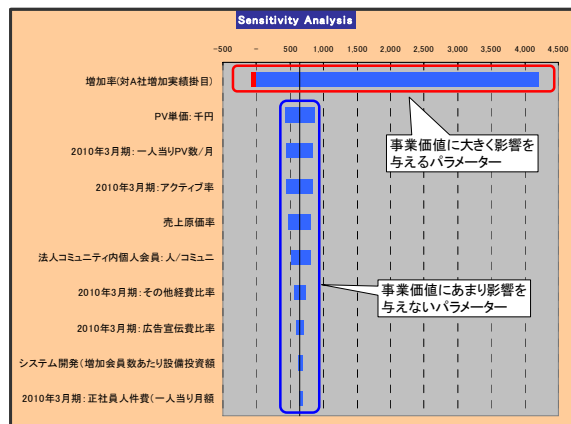 Sensitivity Analysis
-500 - 500 1,000 1,500 2,000 2,500 3,000 3,500 4,000 4,500
増加率(対A社増加実績掛目)
PV単価:千円
事業価値に大きく影響を
与えるパラメーター
2010年3月期:一人当りPV数/月
2010年3月期:アクティブ率
売上原価率
法人コミュニティ内個人会員:人/コミュニ
事業価値にあまり影響を
与えないパラメーター
2010年3月期:その他経費比率
2010年3月期:広告宣伝費比率
システム開発(増加会員数あたり設備投資額
2010年3月期:正社員人件費(一人当り月額